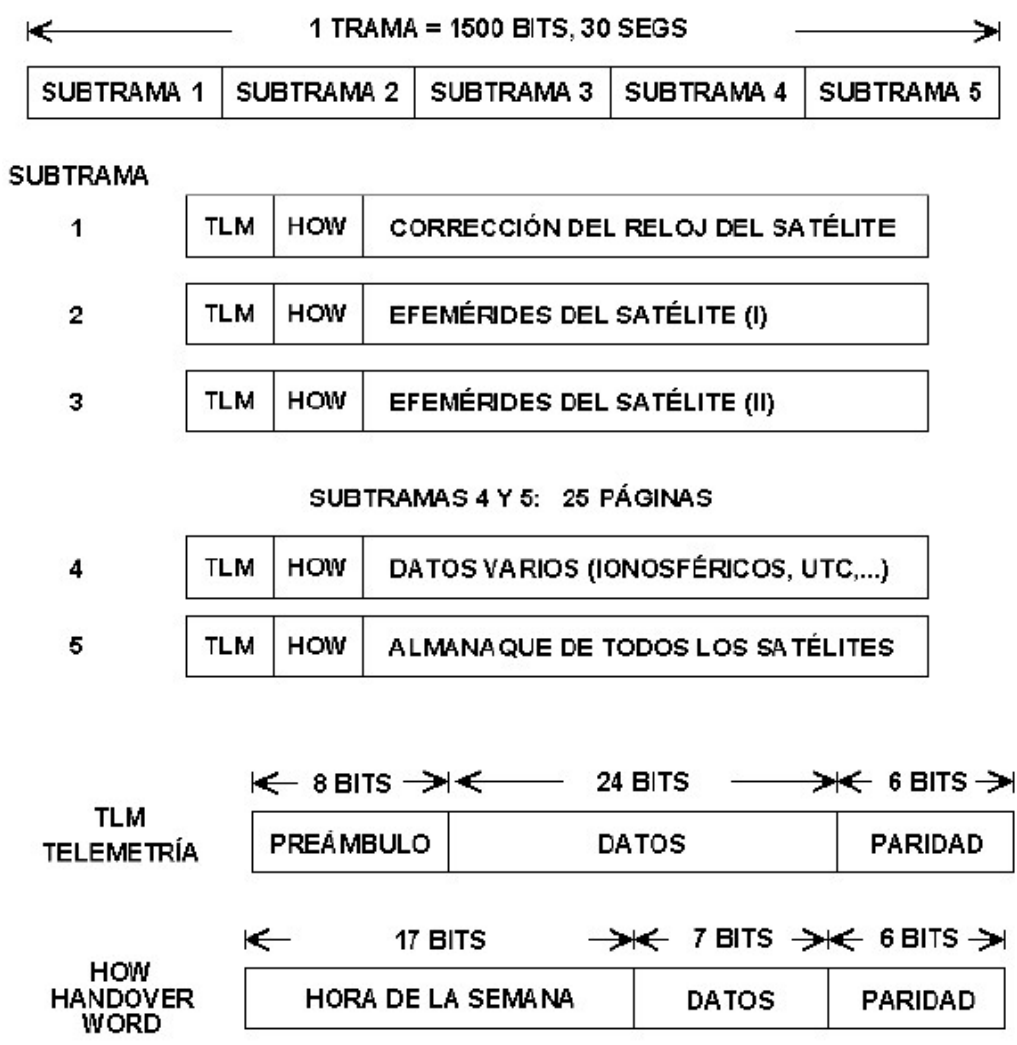 1 TRAMA = 1500 BITS, 30 SEGS
SUBTRAMA 1 SUBTRAMA 2 SUBTRAMA 3 SUBTRAMA 4 SUBTRAMA 5
SUBTRAMA
1 TLM HOW CORRECCIÓN DEL RELOJ DEL SATÉLITE
2 TLM HOW EFEMÉRIDES DEL SATÉLITE (I)
3 TLM HOW EFEMÉRIDES DEL SATÉLITE (II)
SUBTRAMAS 4 Y 5: 25 PÁGINAS
4 TLM HOW DATOS VARIOS (IONOSFÉRICOS, UTC,...)
5 TLM HOW ALMANAQUE DE TODOS LOS SATÉLITES
8 BITS 24 BITS 6 BITS
TLM
TELEMETRÍA
PREÁMBULO DATOS PARIDAD
17 BITS 7 BITS 6 BITS
HOW
HANDOVER
WORD
HORA DE LA SEMANA DATOS PARIDAD